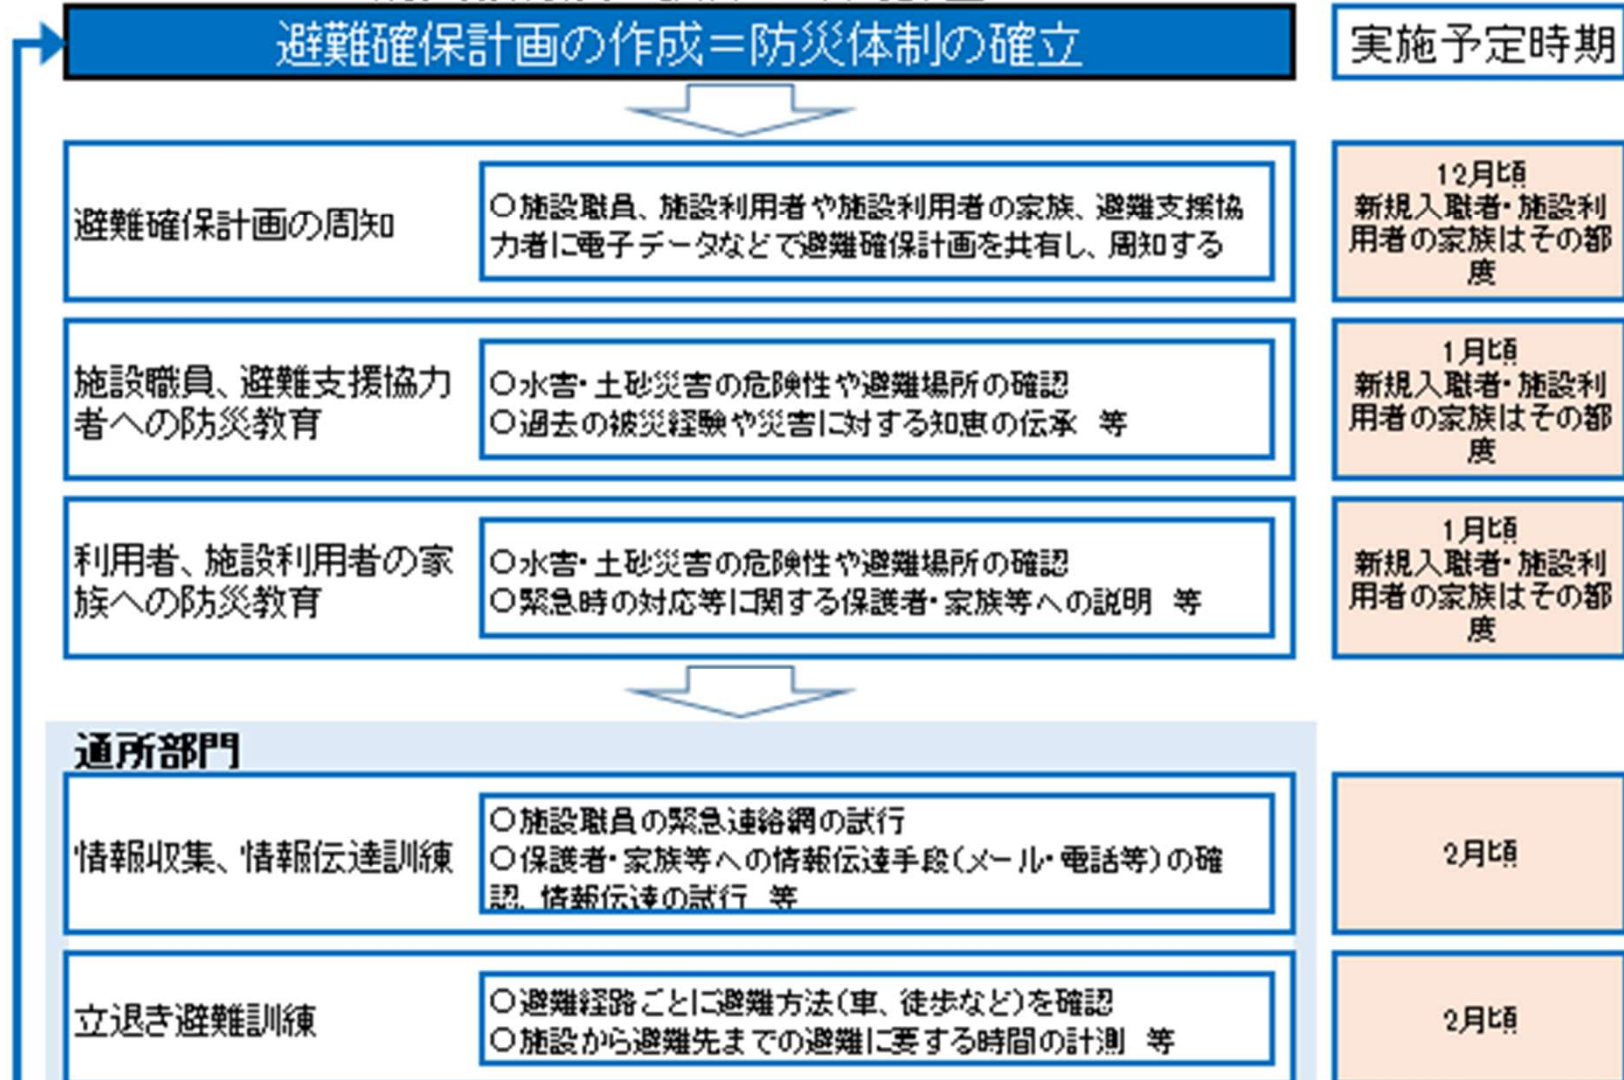 避難確保計画の作成=防災体制の確立
実施予定時期
避難確保計画の周知
○施設職員、施設利用者や施設利用者の家族、避難支援協
力者に電子データなどで避難確保計画を共有し、周知する
12月頃
新規入職者・施設利
用者の家族はその都
度
施設職員、避難支援協力
者への防災教育
○水害・土砂災害の危険性や避難場所の確認
○過去の被災経験や災害に対する知恵の伝承 等
1月頃
新規入職者・施設利
用者の家族はその都
度
利用者、施設利用者の家
族への防災教育
○水害・土砂災害の危険性や避難場所の確認
○緊急時の対応等に関する保護者・家族等への説明 等
1月頃
新規入職者・施設利
用者の家族はその都
度
通所部門
情報収集、情報伝達訓練
○施設職員の緊急連絡網の試行
○保護者・家族等への情報伝達手段(メール・電話等)の確
認、情報伝達の試行 等
2月頃
立退き避難訓練
○避難経路ごとに避難方法(車、徒歩など)を確認
○施設から避難先までの避難に要する時間の計測 等
2月頃